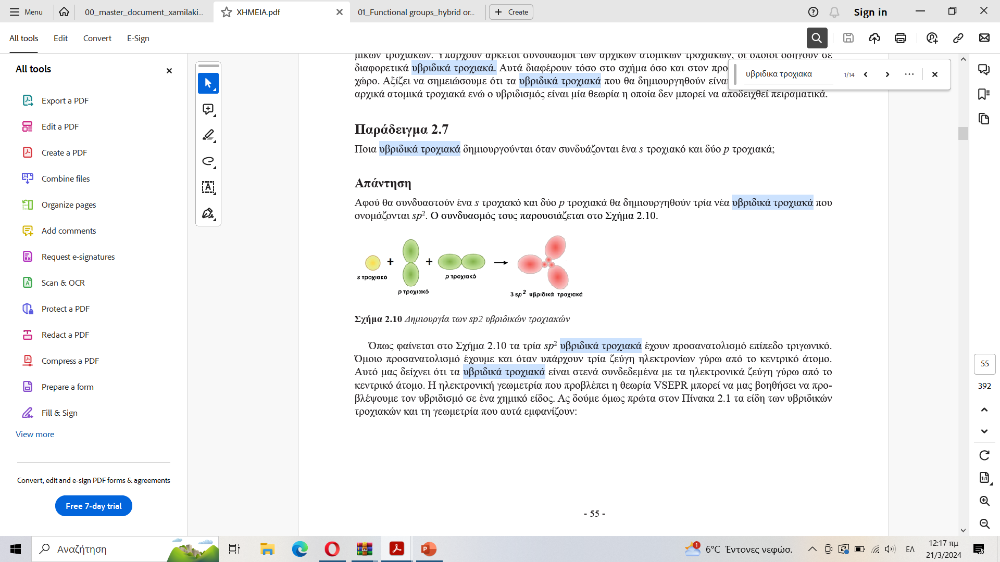 Menu
00_master_document_xamilaki...
ΧΗΜΕΙΑ.pdf
01_Functional groups_hybrid or...
Create
Sign in
All tools
Edit
Convert
E-Sign
All tools
Export a PDF
Edit a PDF
Create a PDF
Combine files
Organize pages
Add comments
Request e-signatures
Scan & OCR
Protect a PDF
Redact a PDF
Compress a PDF
Prepare a form
Fill & Sign
View more
Convert, edit and e-sign PDF forms & agreements
Free 7-day trial
υβριδικα τροχιακα
1/14
μικών τροχιακών. Υπάρχουν αρκετοί συνδυασμοί των αρχικών ατομικών τροχιακών, οι οποίοι οδηγούν σε
διαφορετικά υβριδικά τροχιακά. Αυτά διαφέρουν τόσο στο σχήμα όσο και στον προ
χώρο. Αξίζει να σημειώσουμε ότι τα υβριδικά τροχιακά που θα δημιουργηθούν είναι
αρχικά ατομικά τροχιακά ενώ ο υβριδισμός είναι μία θεωρία η οποία δεν μπορεί να αποδειχθεί πειραματικά.
Παράδειγμα 2.7
Ποια υβριδικά τροχιακά δημιουργούνται όταν συνδυάζονται ένα s τροχιακό και δύο p τροχιακά;
Απάντηση
Αφού θα συνδυαστούν ένα s τροχιακό και δύο p τροχιακά θα δημιουργηθούν τρία νέα υβριδικά τροχιακά που
ονομάζονται sp². Ο συνδυασμός τους παρουσιάζεται στο Σχήμα 2.10.
+
+
s τροχιακό
p τροχιακό
p τροχιακό
3 sp² υβριδικά τροχιακά
Σχήμα 2.10 Δημιουργία των sp2 υβριδικών τροχιακών
Όπως φαίνεται στο Σχήμα 2.10 τα τρία sp² υβριδικά τροχιακά έχουν προσανατολισμό επίπεδο τριγωνικό.
Όμοιο προσανατολισμό έχουμε και όταν υπάρχουν τρία ζεύγη ηλεκτρονίων γύρω από το κεντρικό άτομο.
Αυτό μας δείχνει ότι τα υβριδικά τροχιακά είναι στενά συνδεδεμένα με τα ηλεκτρονικά ζεύγη γύρω από το
κεντρικό άτομο. Η ηλεκτρονική γεωμετρία που προβλέπει η θεωρία VSEPR μπορεί να μας βοηθήσει να προ-
βλέψουμε τον υβριδισμό σε ένα χημικό είδος. Ας δούμε όμως πρώτα στον Πίνακα 2.1 τα είδη των υβριδικών
τροχιακών και τη γεωμετρία που αυτά εμφανίζουν:
- 55 -
55
392
Αναζήτηση
1
6°C Έντονες νεφώσ.
ΕΛ
12:17 πμ
21/3/2024